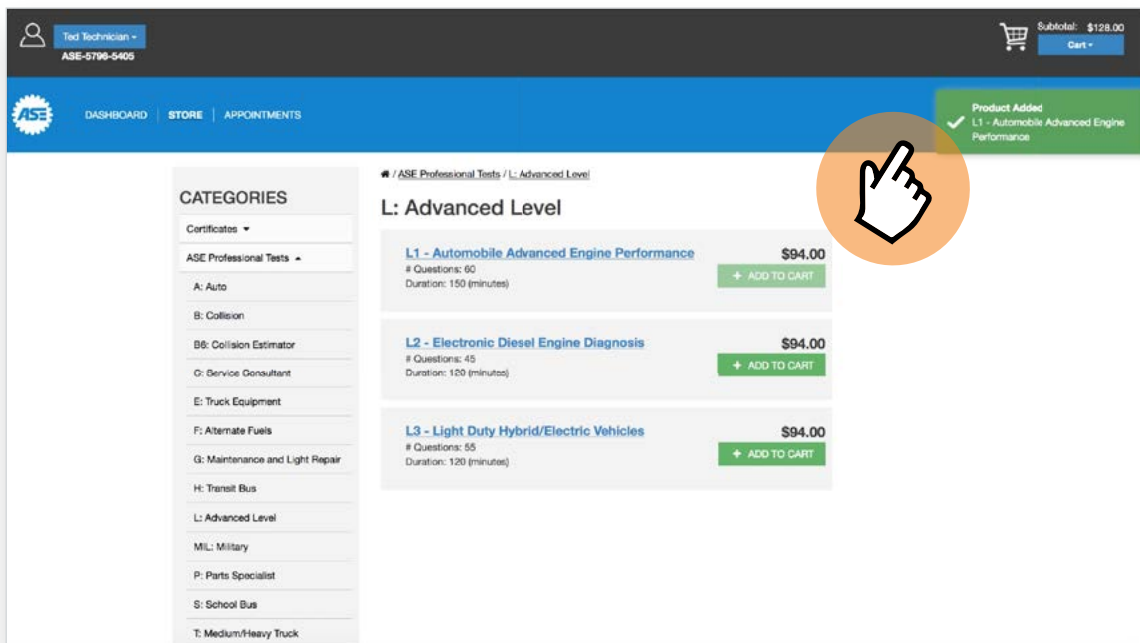 Ted Technician
ASE-5796-5405
Subtotal: $128.00
Cart
ASE
DASHBOARD | STORE | APPOINTMENTS
Product Added
L1 - Automobile Advanced Engine
Performance
/ ASE Professional Tests / L: Advanced Level
CATEGORIES
Certificates
ASE Professional Tests
A: Auto
B: Collision
B6: Collision Estimator
C: Service Consultant
E: Truck Equipment
F: Alternate Fuels
G: Maintenance and Light Repair
H: Transit Bus
L: Advanced Level
MIL: Military
P: Parts Specialist
S: School Bus
T: Medium/Heavy Truck
L: Advanced Level
L1 - Automobile Advanced Engine Performance
$94.00
# Questions: 60
+ ADD TO CART
Duration: 150 (minutes)
L2 - Electronic Diesel Engine Diagnosis
$94.00
# Questions: 45
+ ADD TO CART
Duration: 120 (minutes)
L3 - Light Duty Hybrid/Electric Vehicles
$94.00
# Questions: 55
+ ADD TO CART
Duration: 120 (minutes)